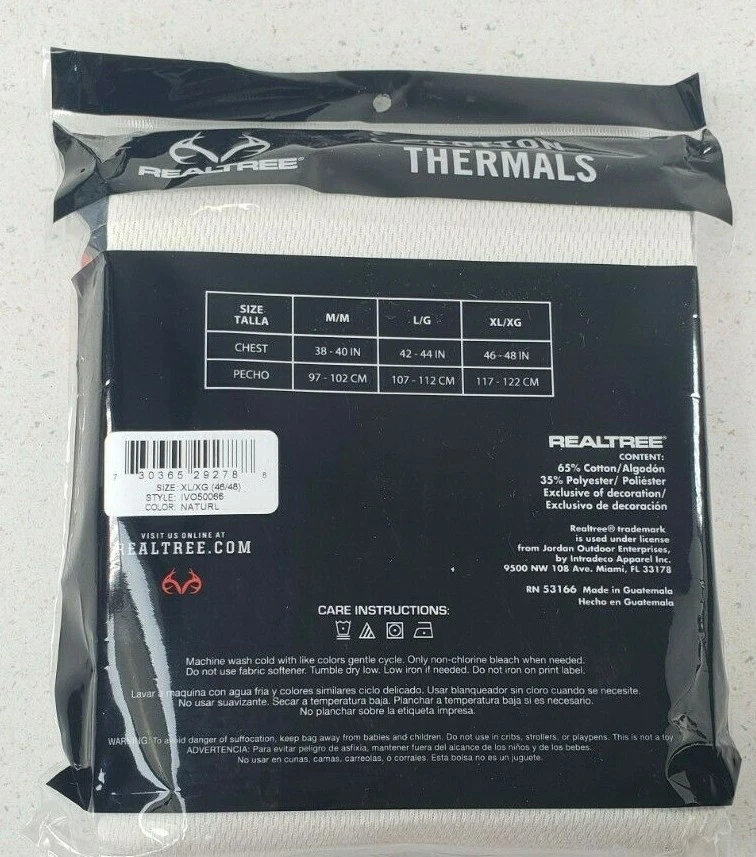 REALTREE®
COTTON
THERMALS
SIZE TALLA M/M L/G XL/XG
CHEST 38 - 40 IN 42 - 44 IN 46 - 48 IN
PECHO 97 - 102 CM 107 - 112 CM 117 - 122 CM
7 30365 29278 6
SIZE: XL/XG (46/48)
STYLE: IVO50066
COLOR: NATURL
VISIT US ONLINE AT
REALTREE.COM
REALTREE®
CONTENT:
65% Cotton/Algodón
35% Polyester/ Poliéster
Exclusive of decoration/
Exclusivo de decoración
Realtree® trademark
is used under license
from Jordan Outdoor Enterprises,
by Intradeco Apparel Inc.
9500 NW 108 Ave. Miami, FL 33178
RN 53166 Made in Guatemala
Hecho en Guatemala
CARE INSTRUCTIONS:
Machine wash cold with like colors gentle cycle. Only non-chlorine bleach when needed.
Do not use fabric softener. Tumble dry low. Low iron if needed. Do not iron on print label.
Lavar a maquina con agua fria y colores similares ciclo delicado. Usar blanqueador sin cloro cuando se necesite.
No usar suavizante. Secar a temperatura baja. Planchar a temperatura baja si es necesario.
No planchar sobre la etiqueta impresa.
WARNING: To avoid danger of suffocation, keep bag away from babies and children. Do not use in cribs, strollers, or playpens. This is not a toy
ADVERTENCIA: Para evitar peligro de asfixia, mantener fuera del alcance de los niños y de los bebes.
No usar en cunas, camas, carreolas, ó corrales. Esta bolsa no es un juguete.